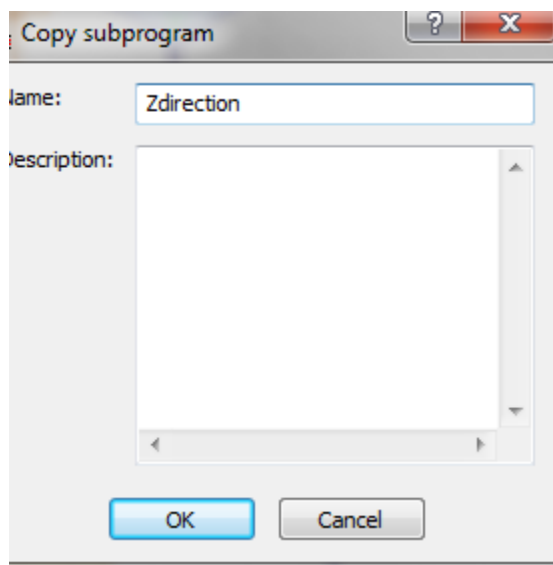 Copy subprogram
Name:
Zdirection
Description:
OK
Cancel